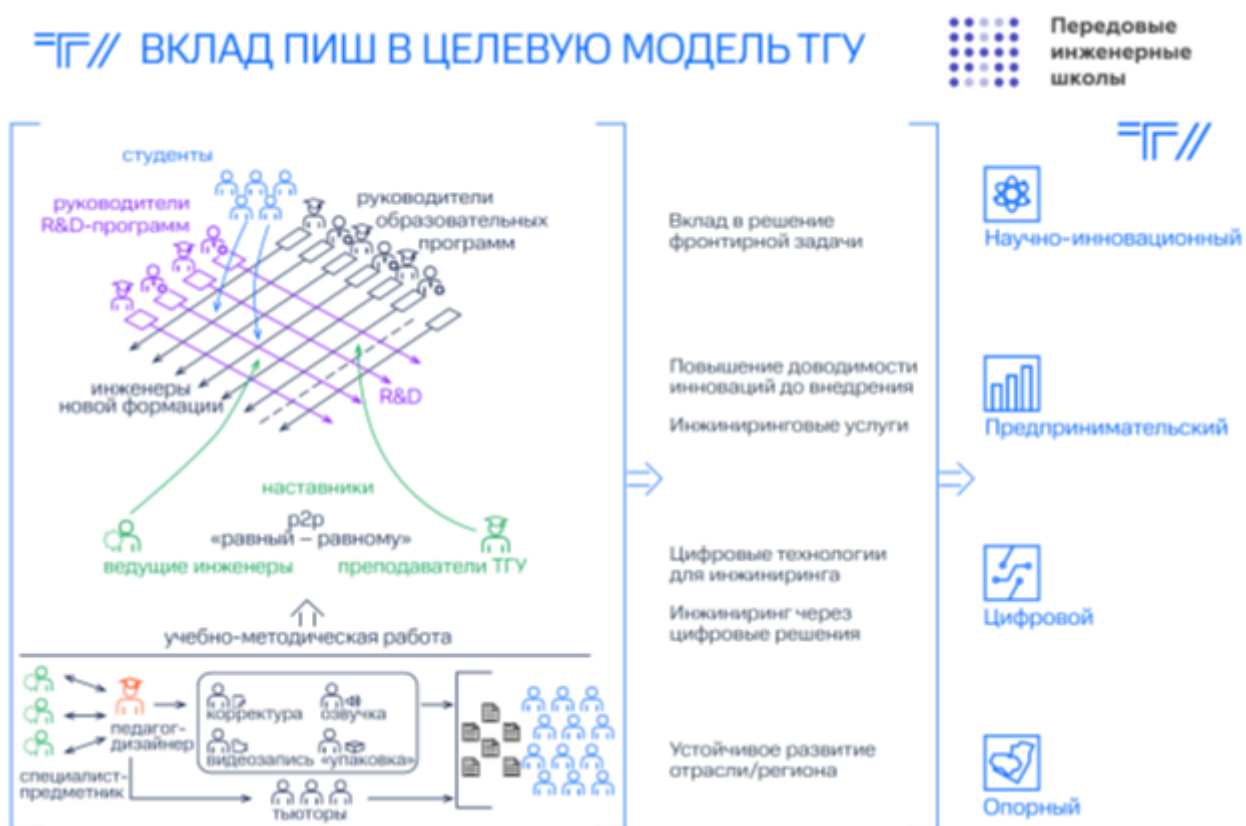 ТГУ ВКЛАД ПИШ В ЦЕЛЕВУЮ МОДЕЛЬ ТГУ
Передовые
инженерные
школы
студенты
руководители
R&D-программ
руководители
образовательных
программ
инженеры
новой формации
R&D
наставники
p2p
«равный – равному»
ведущие инженеры
преподаватели ТГУ
учебно-методическая работа
педагог-
дизайнер
специалист-
предметник
корректура
озвучка
видеозапись
«упаковка»
тьюторы
Вклад в решение
фронтирной задачи
Повышение доводимости
инноваций до внедрения
Инжиниринговые услуги
Цифровые технологии
для инжиниринга
Инжиниринг через
цифровые решения
Устойчивое развитие
отрасли/региона
ТГУ
Научно-инновационный
Предпринимательский
Цифровой
Опорный